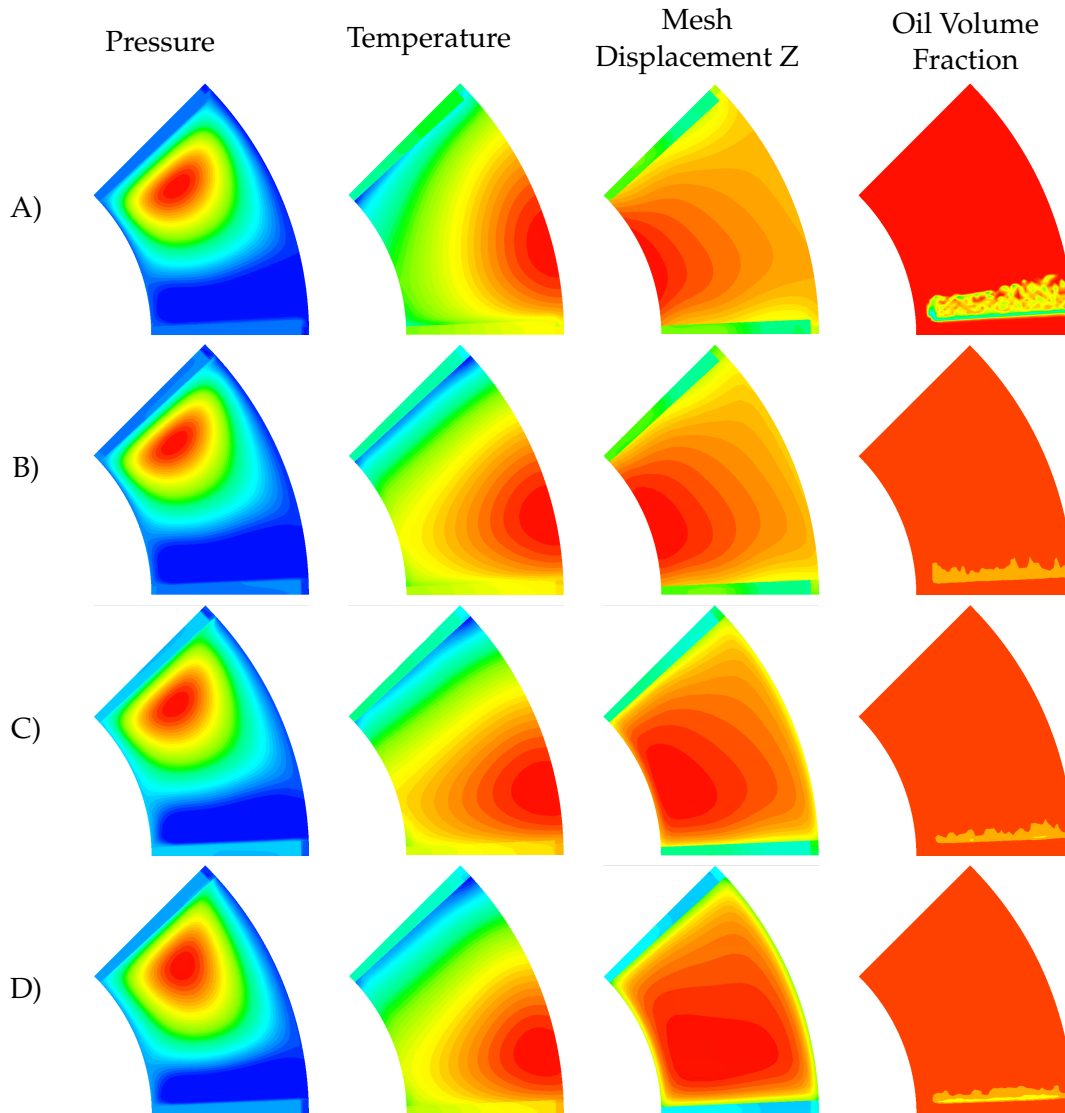 Pressure
Temperature
Mesh
Displacement Z
Oil Volume
Fraction
A)
B)
C)
D)